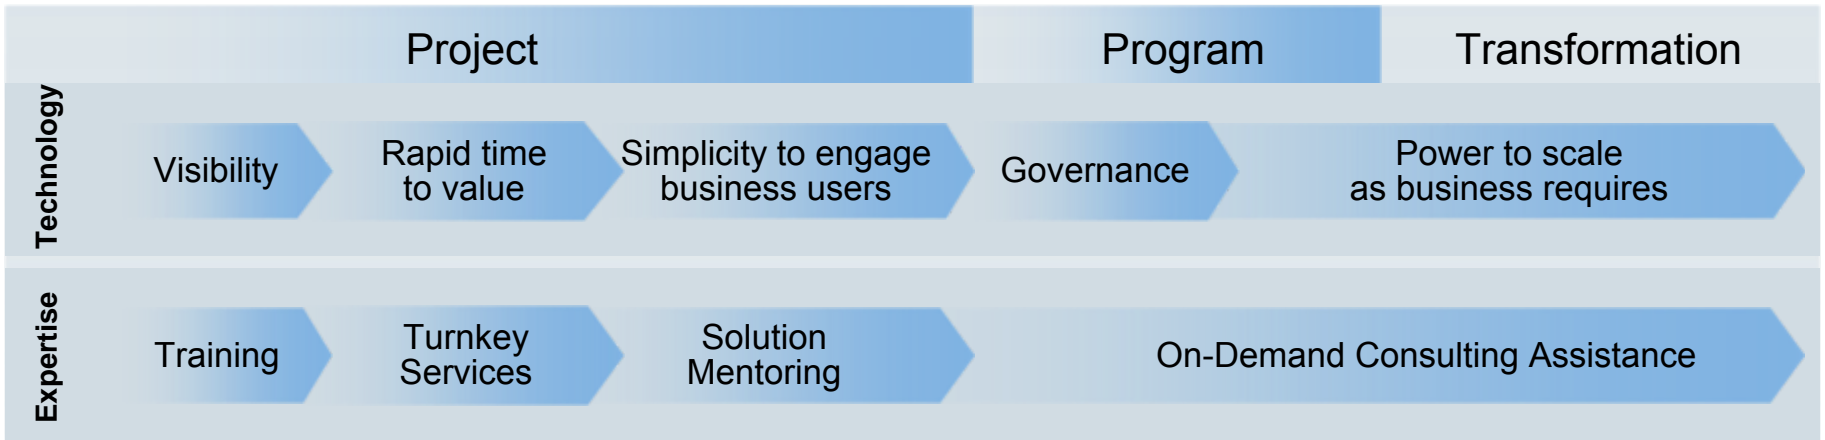 Project
Program
Transformation
Technology
Visibility
Rapid time
to value
Simplicity to engage
business users
Governance
Power to scale
as business requires
Expertise
Training
Turnkey
Services
Solution
Mentoring
On-Demand Consulting Assistance